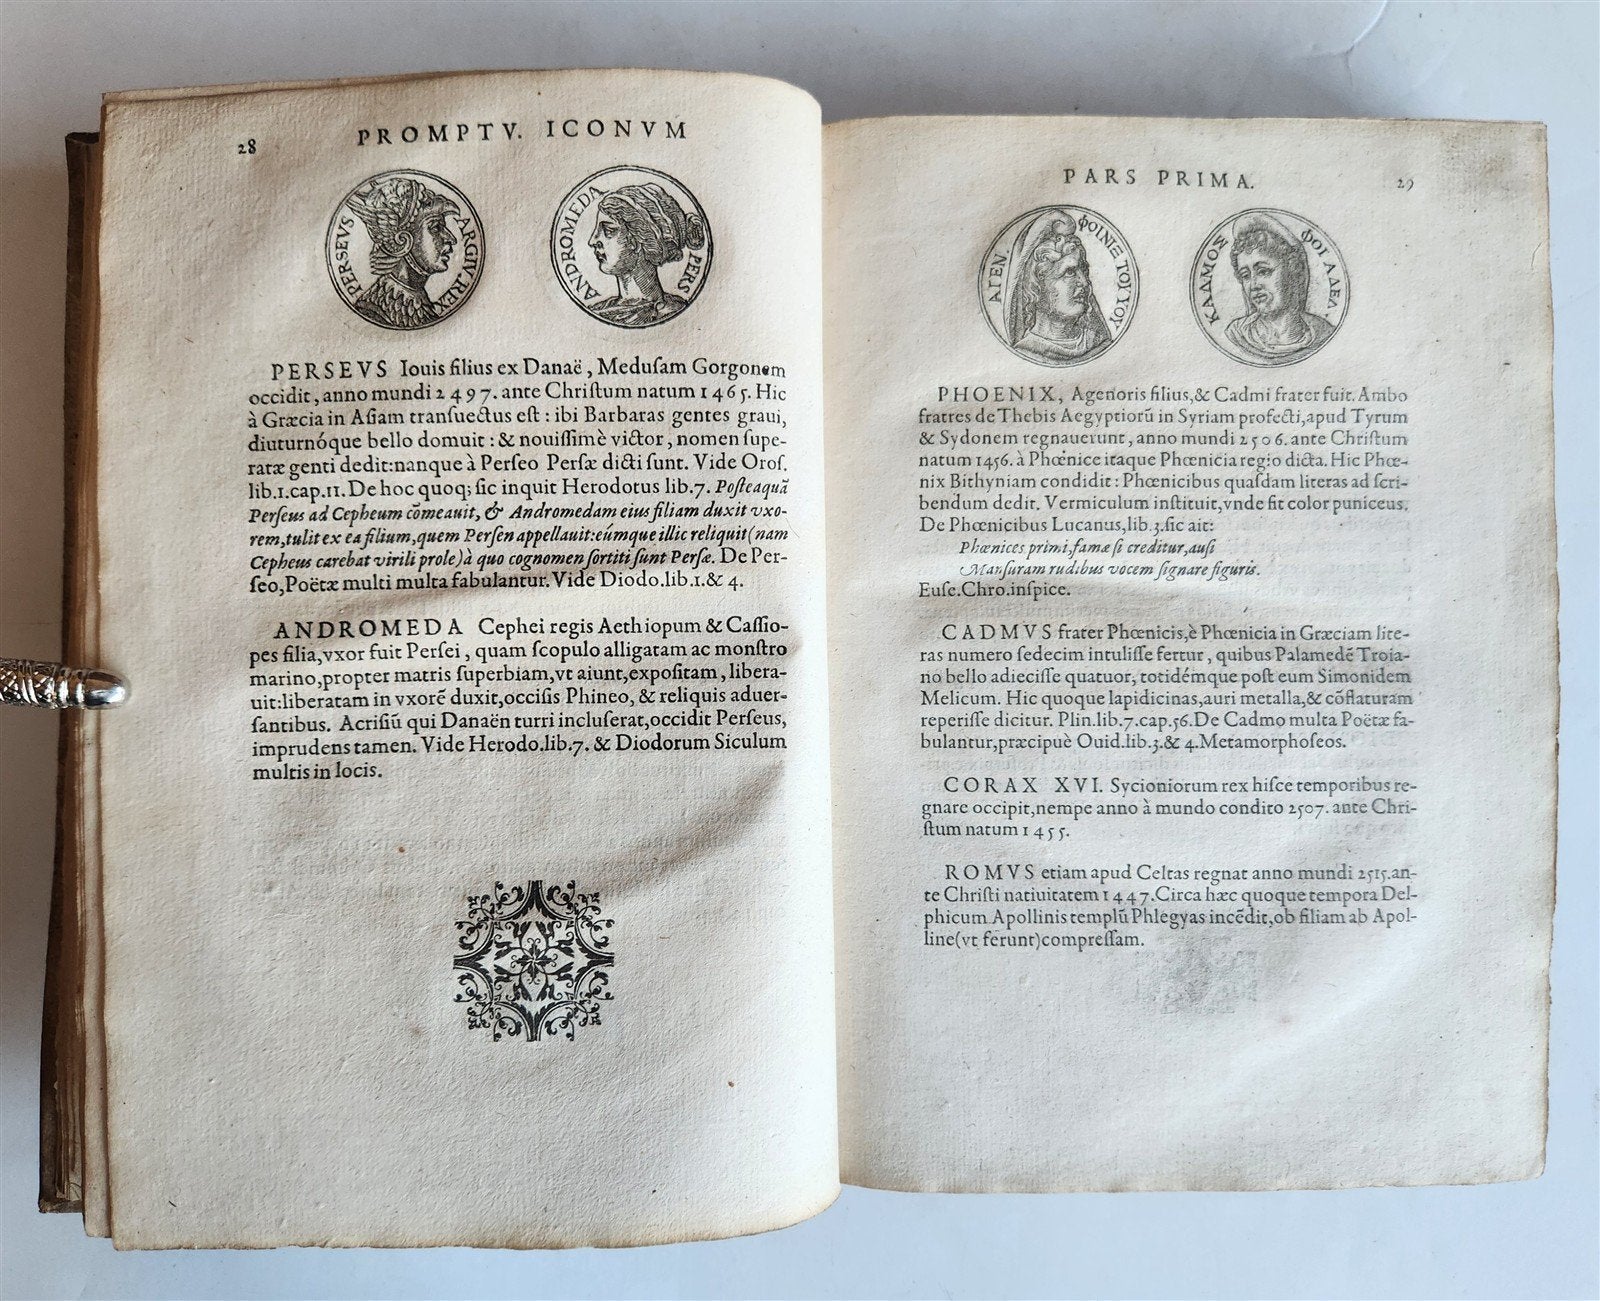 28
PROMPTV. ICONVM
PERSEVS ARGIV. REX
ANDROMEDA PERS
PERSEVS Iouis filius ex Danaë, Medusam Gorgonem
occidit, anno mundi 2497. ante Christum natum 1465. Hic
à Græcia in Asiam transuectus est: ibi Barbaras gentes graui,
diuturnóque bello domuit: & nouissimè victor, nomen supe-
ratæ genti dedit: nanque à Perseo Persæ dicti sunt. Vide Oros.
lib.1.cap.11. De hoc quoq; sic inquit Herodotus lib.7. Posteaquã
Perseus ad Cepheum cõmeauit, & Andromedam eius filiam duxit vxo-
rem, tulit ex ea filium, quem Persen appellauit: eúmque illic reliquit (nam
Cepheus carebat virili prole) à quo cognomen sortiti sunt Persæ. De Per-
seo, Poëtæ multi multa fabulantur. Vide Diodo.lib.1. & 4.
ANDROMEDA Cephei regis Aethiopum & Cassio-
pes filia, vxor fuit Persei, quam scopulo alligatam ac monstro
marino, propter matris superbiam, vt aiunt, expositam, libera-
uit: liberatam in vxorẽ duxit, occisis Phineo, & reliquis aduer-
santibus. Acrisiũ qui Danaën turri incluserat, occidit Perseus,
imprudens tamen. Vide Herodo.lib.7. & Diodorum Siculum
multis in locis.
PARS PRIMA.
29
ΑΓΕΝ. ΦΟΙΝΙΞ ΤΟΥ ΥΟΥ
ΚΑΔΜΟΣ ΦΟΙ ΑΔΕΛ.
PHOENIX, Agenoris filius, & Cadmi frater fuit. Ambo
fratres de Thebis Aegyptiorũ in Syriam profecti, apud Tyrum
& Sydonem regnauerunt, anno mundi 2506. ante Christum
natum 1456. à Phœnice itaque Phœnicia regio dicta. Hic Phœ-
nix Bithyniam condidit: Phœnicibus quasdam literas ad scri-
bendum dedit. Vermiculum instituit, vnde fit color puniceus.
De Phœnicibus Lucanus, lib.3. sic ait:
Phœnices primi, famæ si creditur, ausi
Mansuram rudibus vocem signare figuris.
Euse.Chro.inspice.
CADMVS frater Phœnicis, è Phœnicia in Græciam lite-
ras numero sedecim intulisse fertur, quibus Palamedẽ Troia-
no bello adiecisse quatuor, totidémque post eum Simonidem
Melicum. Hic quoque lapidicinas, auri metalla, & cõflaturam
reperisse dicitur. Plin.lib.7.cap.56. De Cadmo multa Poëtæ fa-
bulantur, præcipuè Ouid.lib.3. & 4. Metamorphoseos.
CORAX XVI. Sycioniorum rex hisce temporibus re-
gnare occipit, nempe anno à mundo condito 2507. ante Chri-
stum natum 1455.
ROMVS etiam apud Celtas regnat anno mundi 2515. an-
te Christi natiuitatem 1447. Circa hæc quoque tempora Del-
phicum Apollinis templũ Phlegyas incẽdit, ob filiam ab Apol-
line (vt ferunt) compressam.